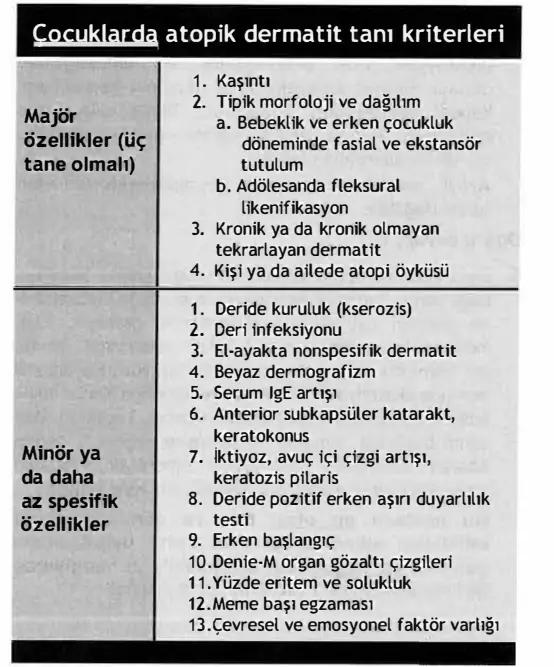 Çocuklarda atopik dermatit tanı kriterleri
Majör
özellikler (üç
tane olmalı)
1. Kaşıntı
2. Tipik morfoloji ve dağılım
a. Bebeklik ve erken çocukluk
döneminde fasial ve ekstansör
tutulum
b. Adölesanda fleksural
likenifikasyon
3. Kronik ya da kronik olmayan
tekrarlayan dermatit
4. Kişi ya da ailede atopi öyküsü
Minör ya
da daha
az spesifik
özellikler
1. Deride kuruluk (kserozis)
2. Deri infeksiyonu
3. El-ayakta nonspesifik dermatit
4. Beyaz dermografizm
5. Serum IgE artışı
6. Anterior subkapsüler katarakt,
keratokonus
7. İktiyoz, avuç içi çizgi artışı,
keratozis pilaris
8. Deride pozitif erken aşırı duyarlılık
testi
9. Erken başlangıç
10.Denie-M organ gözaltı çizgileri
11.Yüzde eritem ve solukluk
12.Meme başı egzaması
13.Çevresel ve emosyonel faktör varlığı